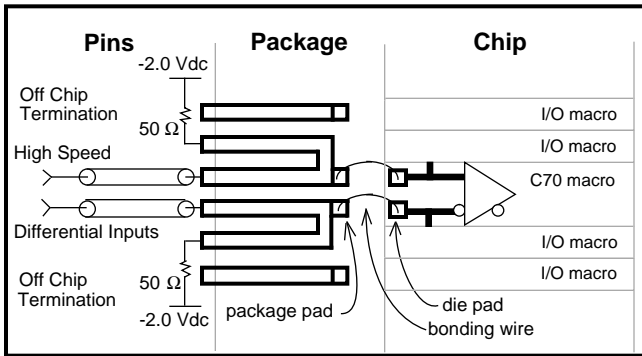 Pins
Package
Chip
-2.0 Vdc
Off Chip
Termination
50 Ω
High Speed
Differential Inputs
Off Chip
Termination
50 Ω
-2.0 Vdc
package pad
die pad
bonding wire
I/O macro
I/O macro
C70 macro
I/O macro
I/O macro